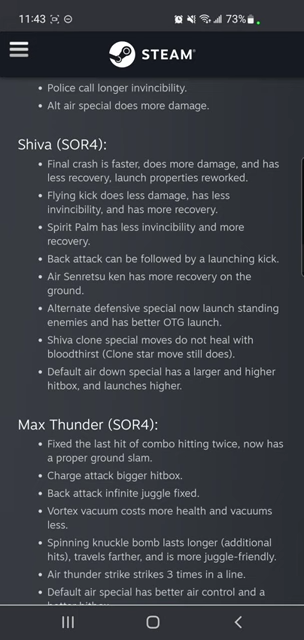 11:43
73%
STEAM®
Police call longer invincibility.
Alt air special does more damage.
Shiva (SOR4):
Final crash is faster, does more damage, and has
less recovery, launch properties reworked.
Flying kick does less damage, has less
invincibility, and has more recovery.
Spirit Palm has less invincibility and more
recovery.
Back attack can be followed by a launching kick.
Air Senretsu ken has more recovery on the
ground.
Alternate defensive special now launch standing
enemies and has better OTG launch.
Shiva clone special moves do not heal with
bloodthirst (Clone star move still does).
Default air down special has a larger and higher
hitbox, and launches higher.
Max Thunder (SOR4):
Fixed the last hit of combo hitting twice, now has
a proper ground slam.
Charge attack bigger hitbox.
Back attack infinite juggle fixed.
Vortex vacuum costs more health and vacuums
less.
Spinning knuckle bomb lasts longer (additional
hits), travels farther, and is more juggle-friendly.
Air thunder strike strikes 3 times in a line.
Default air special has better air control and a
better hitbox